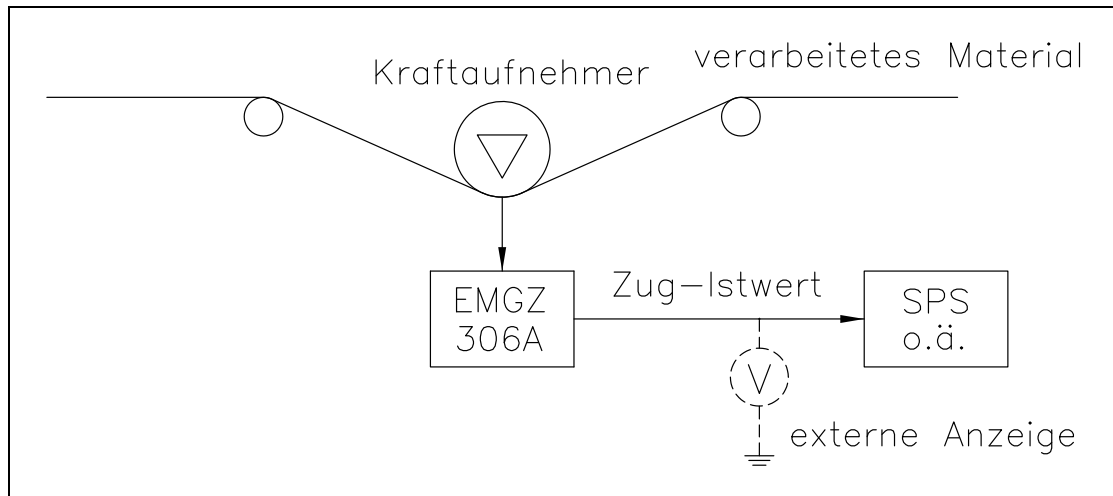 verarbeitetes Material
Kraftaufnehmer
EMGZ
306A
Zug-Istwert
SPS
o.ä.
V
externe Anzeige